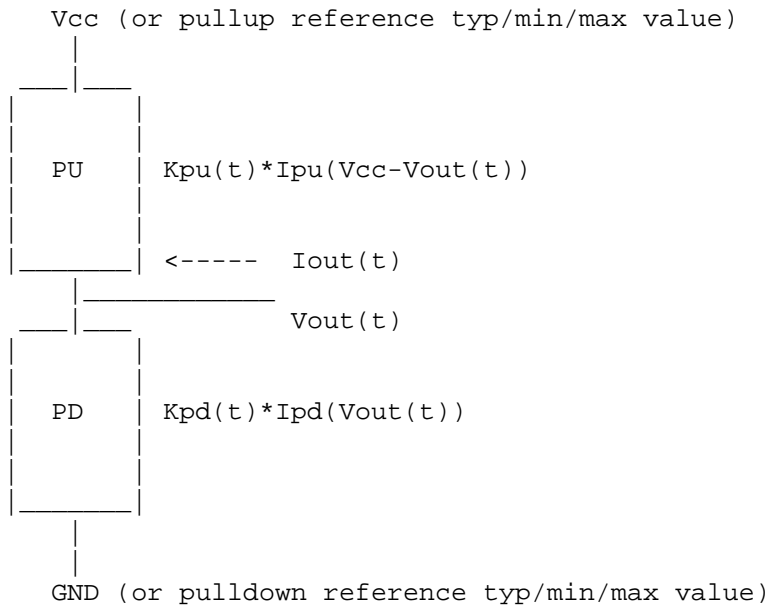 Vcc (or pullup reference typ/min/max value)
PU Kpu(t)*Ipu(Vcc-Vout(t))
<----- Iout(t)
Vout(t)
PD Kpd(t)*Ipd(Vout(t))
GND (or pulldown reference typ/min/max value)